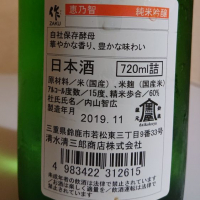 作 ZAKU 恵乃智 純米吟醸
自社保存酵母
華やかな香り、豊かな味わい
日本酒 720ml詰
原材料/米(国産)、米麹(国産米)
アルコール度数/15度、精米歩合/60%
杜氏氏名/内山智広
製造年月
2019.11
三重県鈴鹿市若松東三丁目9番33号
清水清三郎商店株式会社
4 983422 312615